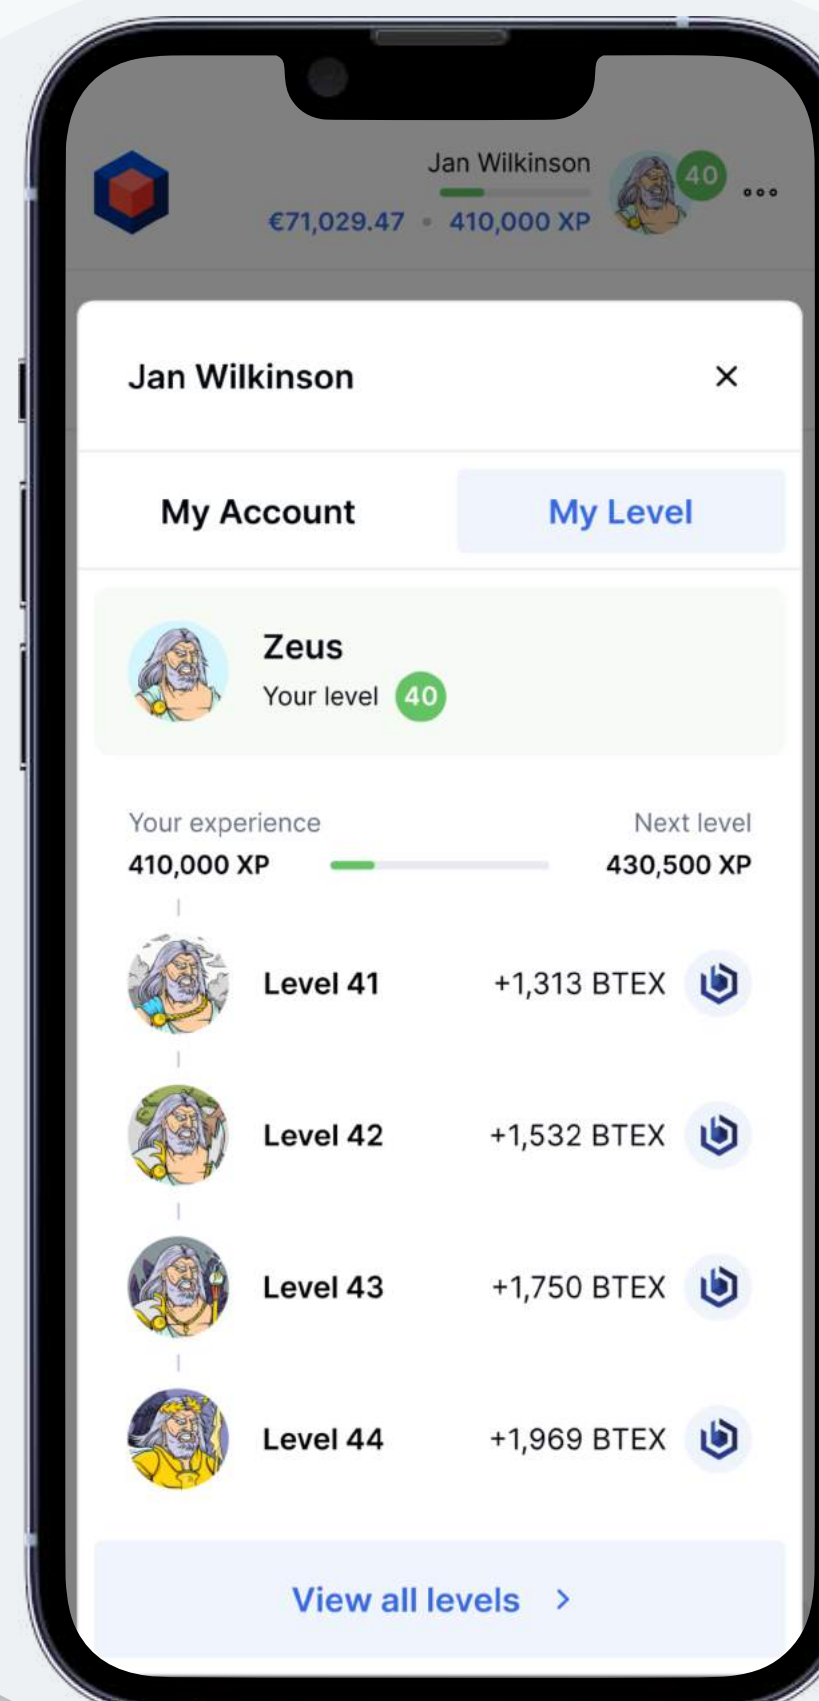 Jan Wilkinson
40
€71,029.47 • 410,000 XP
Jan Wilkinson
My Account
My Level
Zeus
Your level 40
Your experience
Next level
410,000 XP
430,500 XP
Level 41 +1,313 BTEX
Level 42 +1,532 BTEX
Level 43 +1,750 BTEX
Level 44 +1,969 BTEX
View all levels >